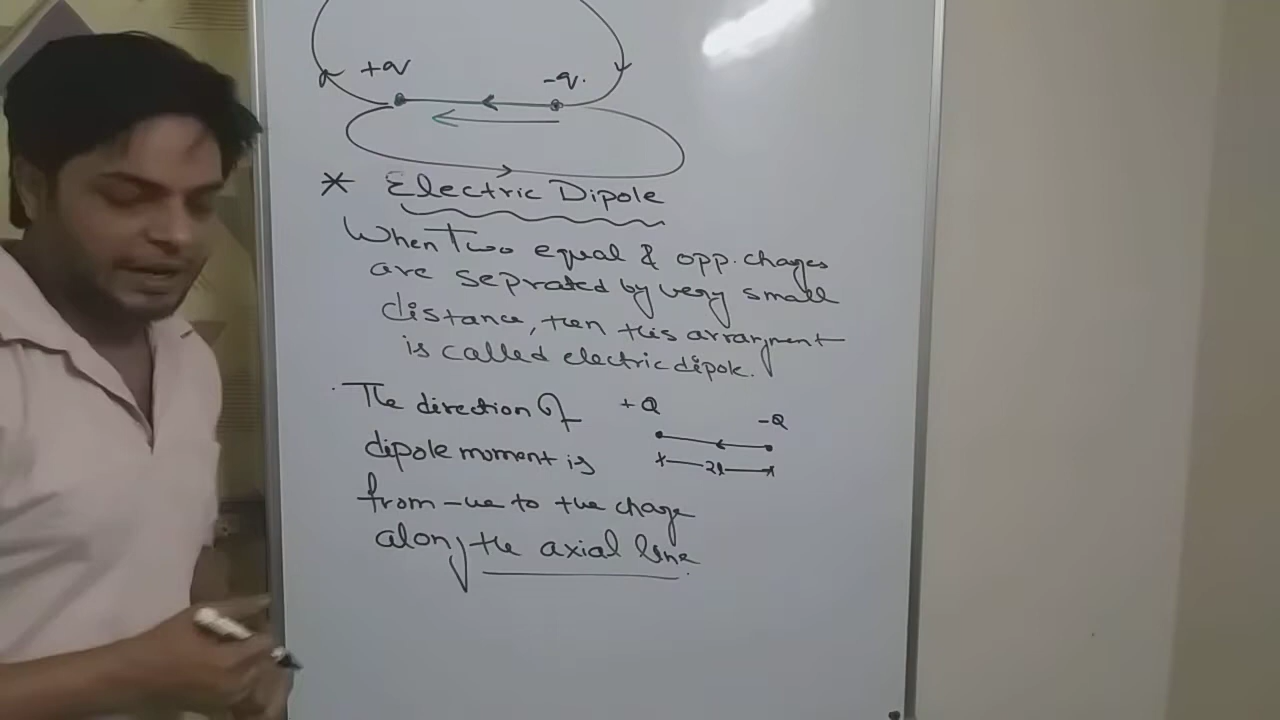 +q
-q.
* Electric Dipole
When Two equal & opp. chages
are seprated by very small
distance, then this arrangment
is called electric dipole.
The direction of
+Q
-Q
dipole moment is
2l
from -ve to +ve charge
along the axial line.